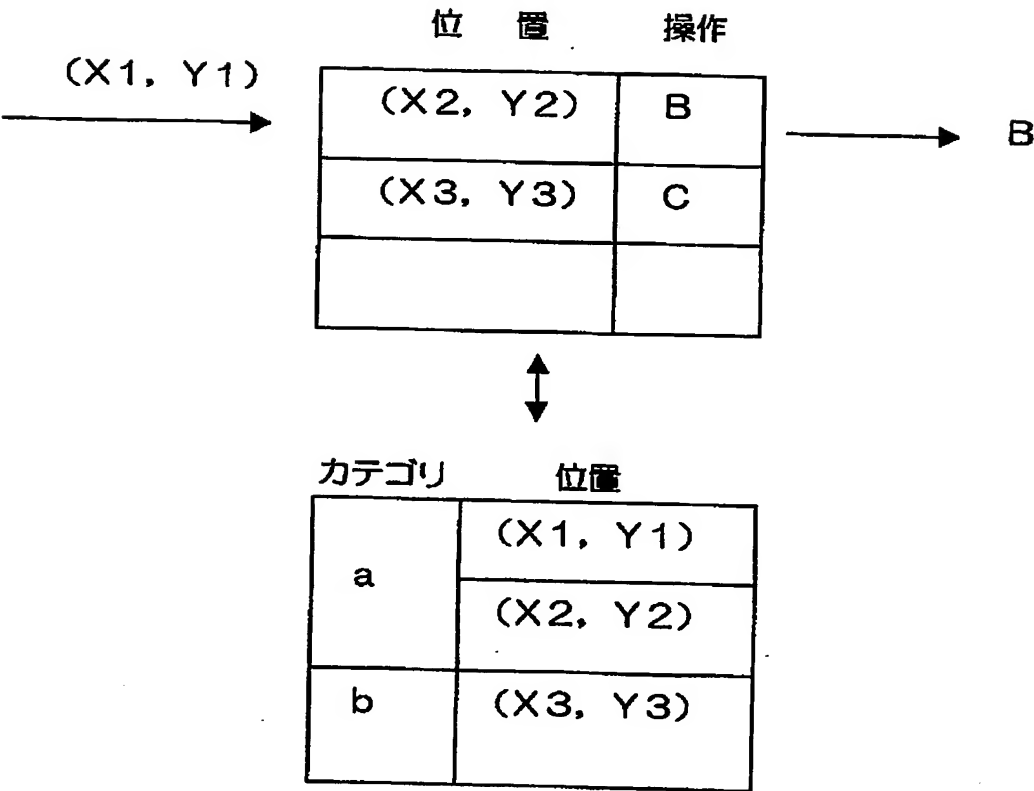 位置 操作
(X1, Y1)
(X2, Y2) B
B
(X3, Y3) C
カテゴリ 位置
a
(X1, Y1)
(X2, Y2)
b (X3, Y3)